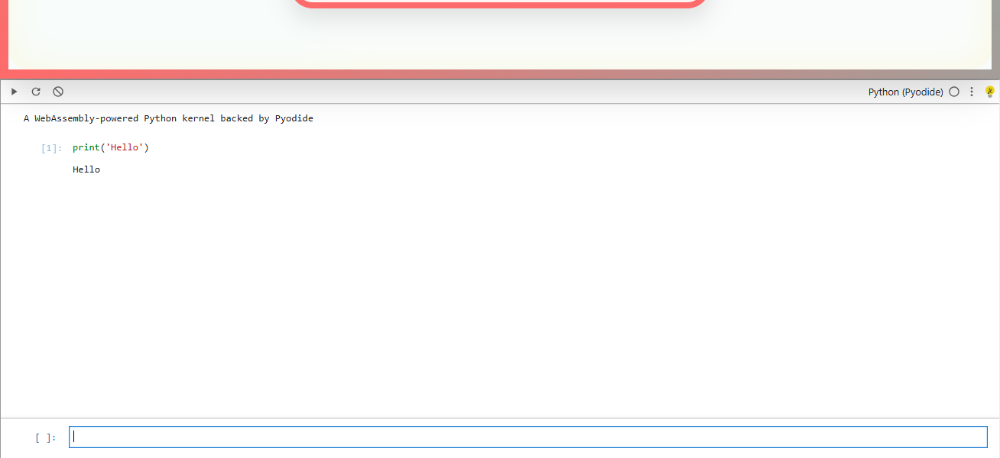 Python (Pyodide)
A WebAssembly-powered Python kernel backed by Pyodide
[1]: print('Hello')
Hello
[ ]: